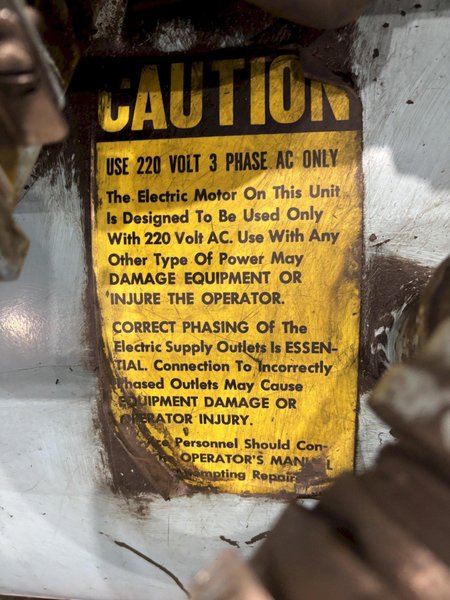 CAUTION
USE 220 VOLT 3 PHASE AC ONLY
The Electric Motor On This Unit
Is Designed To Be Used Only
With 220 Volt AC. Use With Any
Other Type Of Power May
DAMAGE EQUIPMENT OR
INJURE THE OPERATOR.
CORRECT PHASING Of The
Electric Supply Outlets Is ESSEN-
TIAL. Connection To Incorrectly
Phased Outlets May Cause
EQUIPMENT DAMAGE OR
OPERATOR INJURY.
Personnel Should Con-
OPERATOR'S MANUAL
Repairs